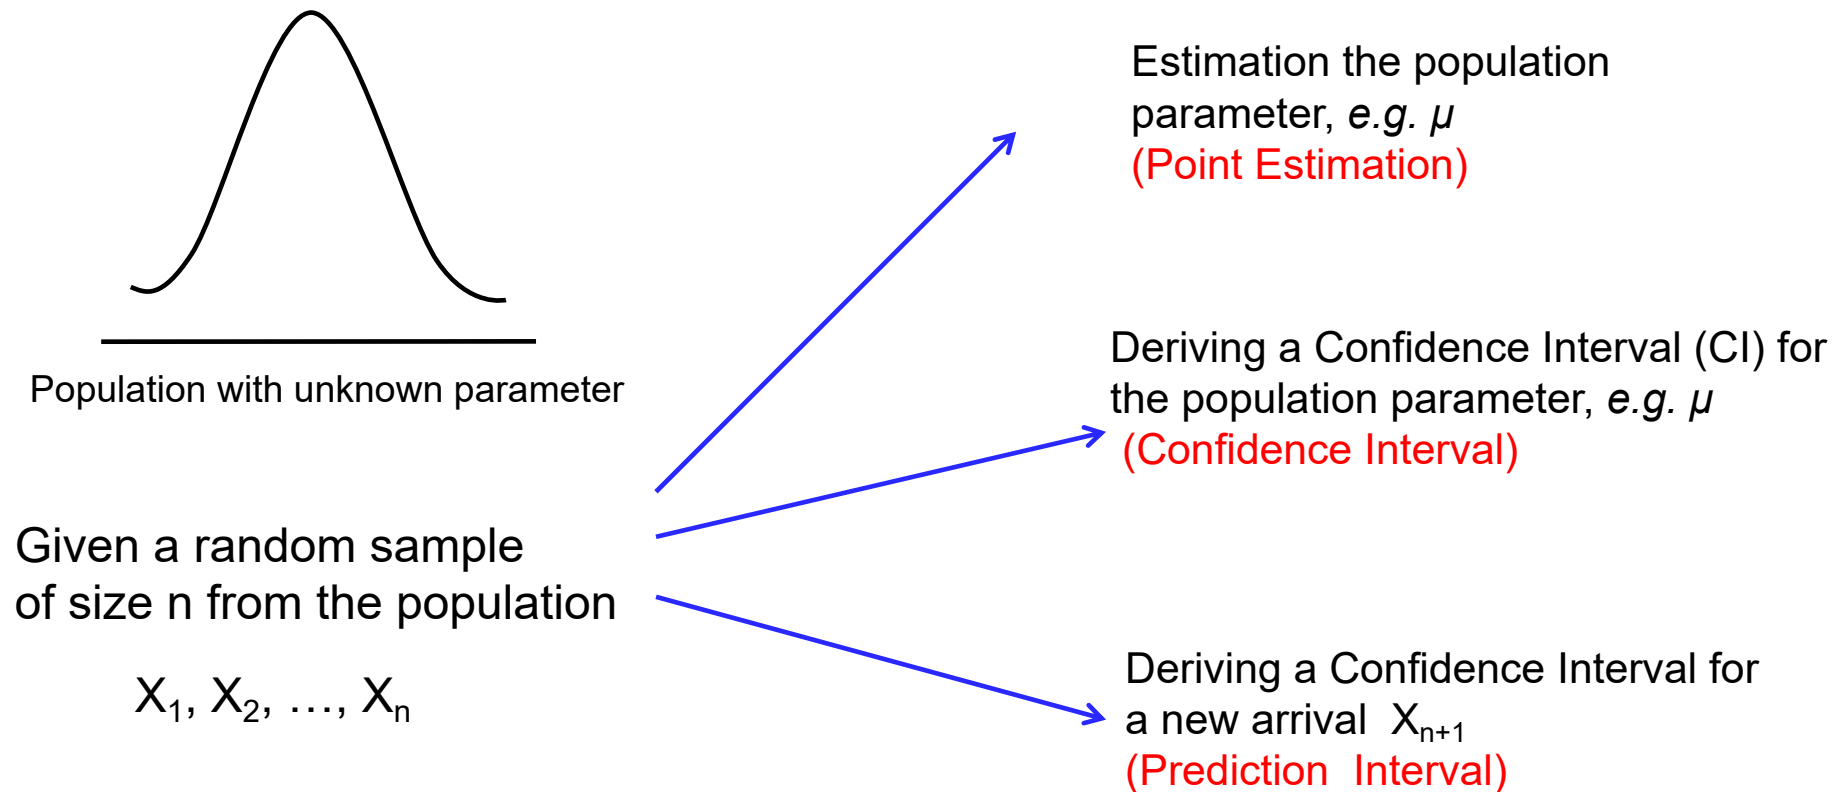 Population with unknown parameter
Given a random sample
of size n from the population
X₁, X₂, …, Xₙ
Estimation the population
parameter, e.g. μ
(Point Estimation)
Deriving a Confidence Interval (CI) for
the population parameter, e.g. μ
(Confidence Interval)
Deriving a Confidence Interval for
a new arrival Xₙ₊₁
(Prediction Interval)